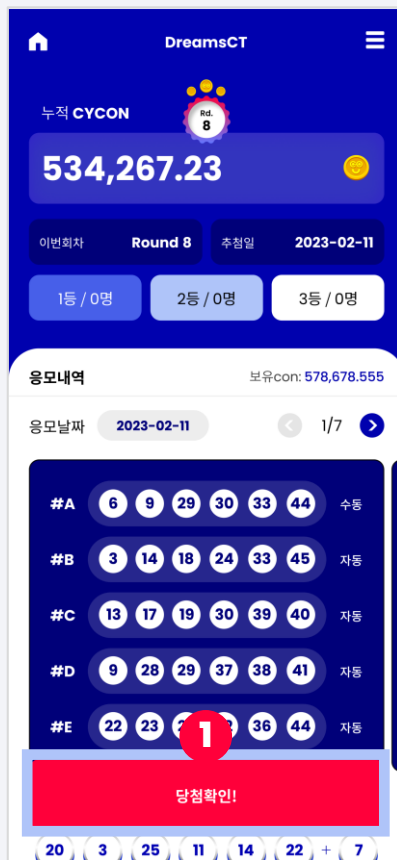 DreamsCT
누적 CYCON
Rd.
8
534,267.23
이번회차 Round 8 추첨일 2023-02-11
1등 / 0명 2등 / 0명 3등 / 0명
응모내역 보유con: 578,678.555
응모날짜 2023-02-11 1/7
#A 6 9 29 30 33 44 수동
#B 3 14 18 24 33 45 자동
#C 13 17 19 30 39 40 자동
#D 9 28 29 37 38 41 자동
#E 22 23 36 44 자동
1
당첨확인!
20 3 25 11 14 22 + 7